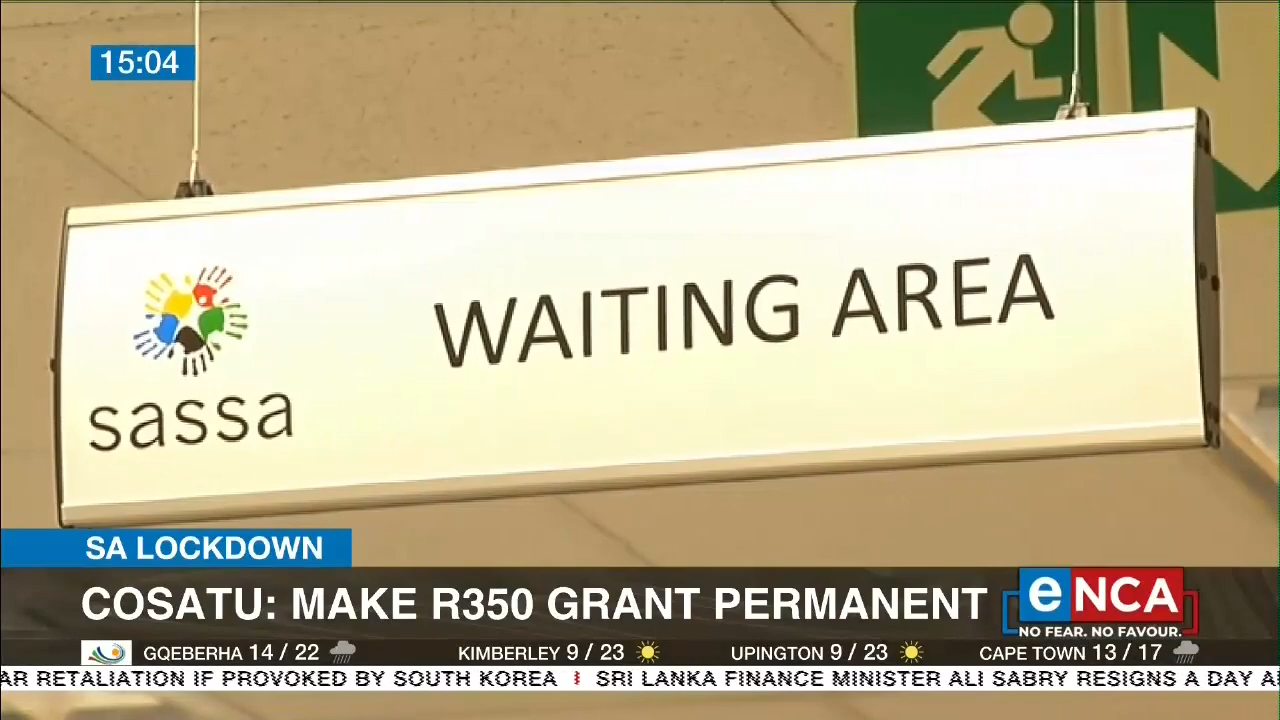 15:04
WAITING AREA
sassa
SA LOCKDOWN
COSATU: MAKE R350 GRANT PERMANENT
eNCA
NO FEAR. NO FAVOUR.
GQEBERHA 14 / 22 KIMBERLEY 9 / 23 UPINGTON 9 / 23 CAPE TOWN 13 / 17
AR RETALIATION IF PROVOKED BY SOUTH KOREA SRI LANKA FINANCE MINISTER ALI SABRY RESIGNS A DAY A